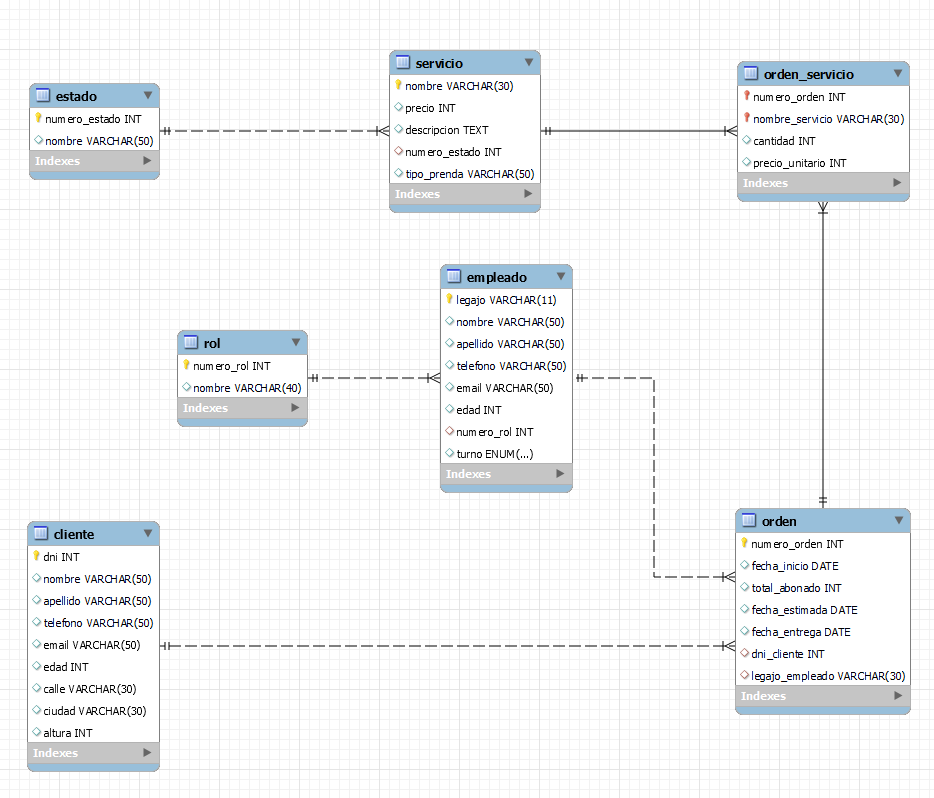 estado
numero_estado INT
nombre VARCHAR(50)
Indexes
servicio
nombre VARCHAR(30)
precio INT
descripcion TEXT
numero_estado INT
tipo_prenda VARCHAR(50)
Indexes
orden_servicio
numero_orden INT
nombre_servicio VARCHAR(30)
cantidad INT
precio_unitario INT
Indexes
rol
numero_rol INT
nombre VARCHAR(40)
Indexes
empleado
legajo VARCHAR(11)
nombre VARCHAR(50)
apellido VARCHAR(50)
telefono VARCHAR(50)
email VARCHAR(50)
edad INT
numero_rol INT
turno ENUM(...)
Indexes
cliente
dni INT
nombre VARCHAR(50)
apellido VARCHAR(50)
telefono VARCHAR(50)
email VARCHAR(50)
edad INT
calle VARCHAR(30)
ciudad VARCHAR(30)
altura INT
Indexes
orden
numero_orden INT
fecha_inicio DATE
total_abonado INT
fecha_estimada DATE
fecha_entrega DATE
dni_cliente INT
legajo_empleado VARCHAR(30)
Indexes